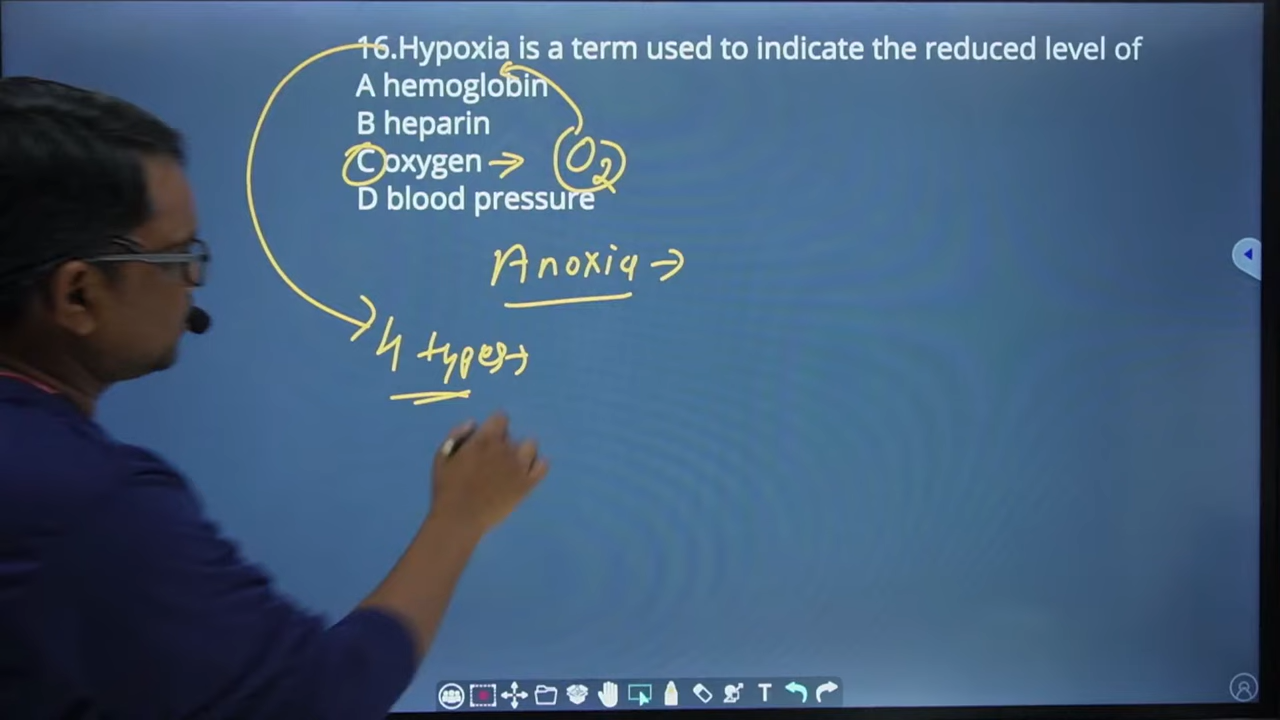 16.Hypoxia is a term used to indicate the reduced level of
A hemoglobin
B heparin
C oxygen → O2
D blood pressure
Anoxia →
4 types →
T